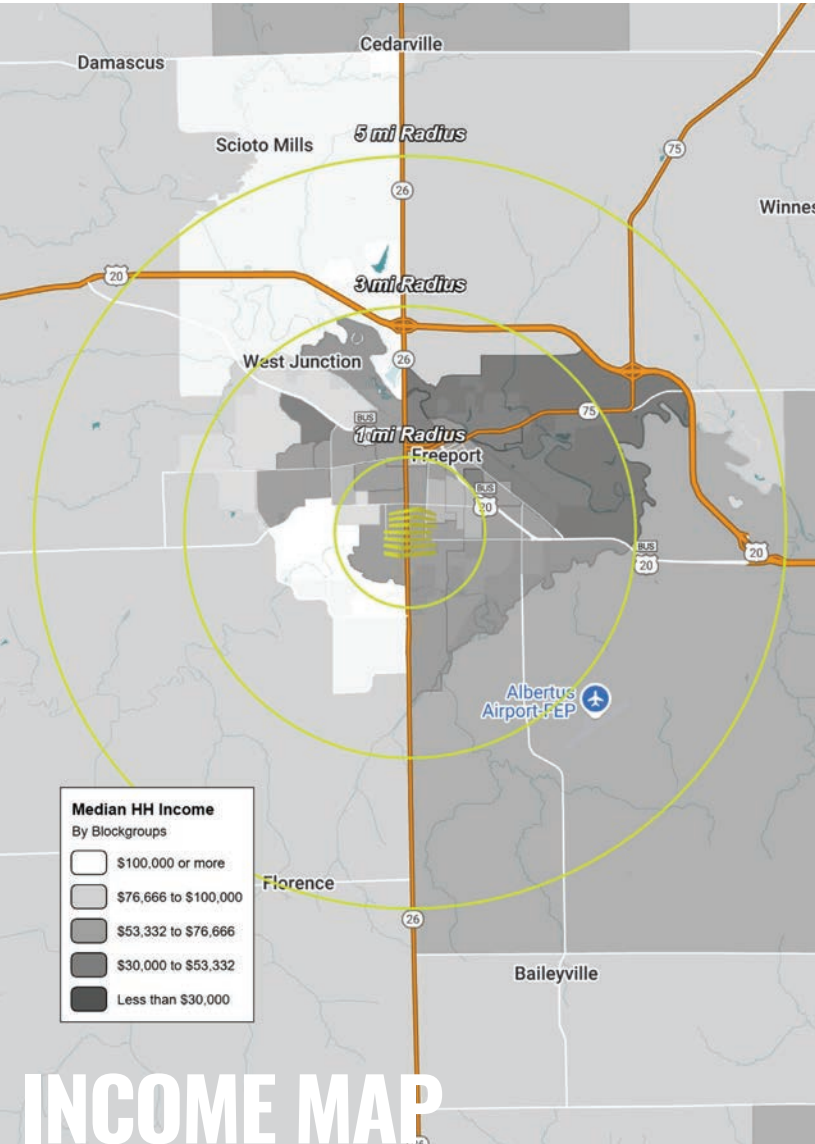 Cedarville
Damascus
5 mi Radius
Scioto Mills
75
26
Winnes
20
3 mi Radius
West Junction
26
75
BUS
1 mi Radius
Freeport
BUS
20
BUS
20
20
Albertus
Airport-FEP
Median HH Income
By Blockgroups
$100,000 or more
$76,666 to $100,000
$53,332 to $76,666
$30,000 to $53,332
Less than $30,000
Florence
26
Baileyville
INCOME MAP